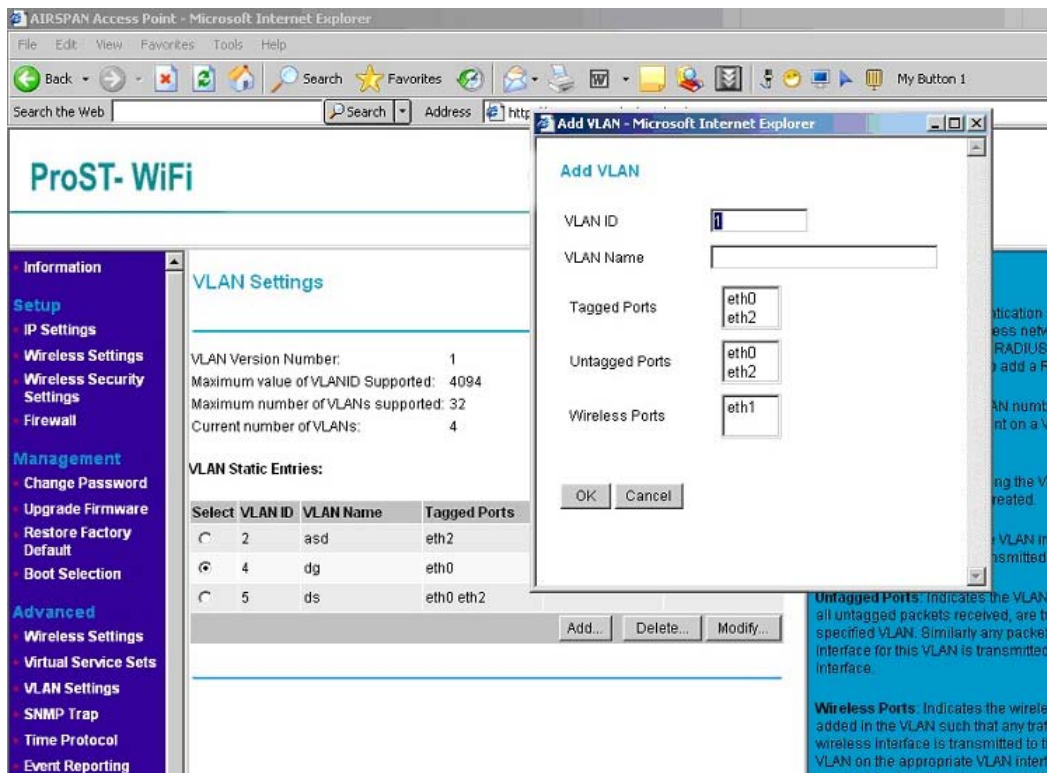 AIRSPAN Access Point - Microsoft Internet Explorer
File Edit View Favorites Tools Help
Back Search Favorites My Button 1
Search the Web Search Address http
ProST- WiFi
Information
Setup
IP Settings
Wireless Settings
Wireless Security
Settings
Firewall
Management
Change Password
Upgrade Firmware
Restore Factory
Default
Boot Selection
Advanced
Wireless Settings
Virtual Service Sets
VLAN Settings
SNMP Trap
Time Protocol
Event Reporting
VLAN Settings
VLAN Version Number: 1
Maximum value of VLANID Supported: 4094
Maximum number of VLANs supported: 32
Current number of VLANs: 4
VLAN Static Entries:
Select VLAN ID VLAN Name Tagged Ports
2 asd eth2
4 dg eth0
5 ds eth0 eth2
Add... Delete... Modify...
Add VLAN - Microsoft Internet Explorer
Add VLAN
VLAN ID 1
VLAN Name
Tagged Ports eth0
eth2
Untagged Ports eth0
eth2
Wireless Ports eth1
OK Cancel
RADIUS
add a
nt on a
ng the
reated.
VLAN
Untagged Ports: Indicates the VLAN
all untagged packets received, are
specified VLAN. Similarly any
interface for this VLAN is transmitted
interface.
Wireless Ports: Indicates the
added in the VLAN such that any
wireless interface is transmitted to
VLAN on the appropriate VLAN